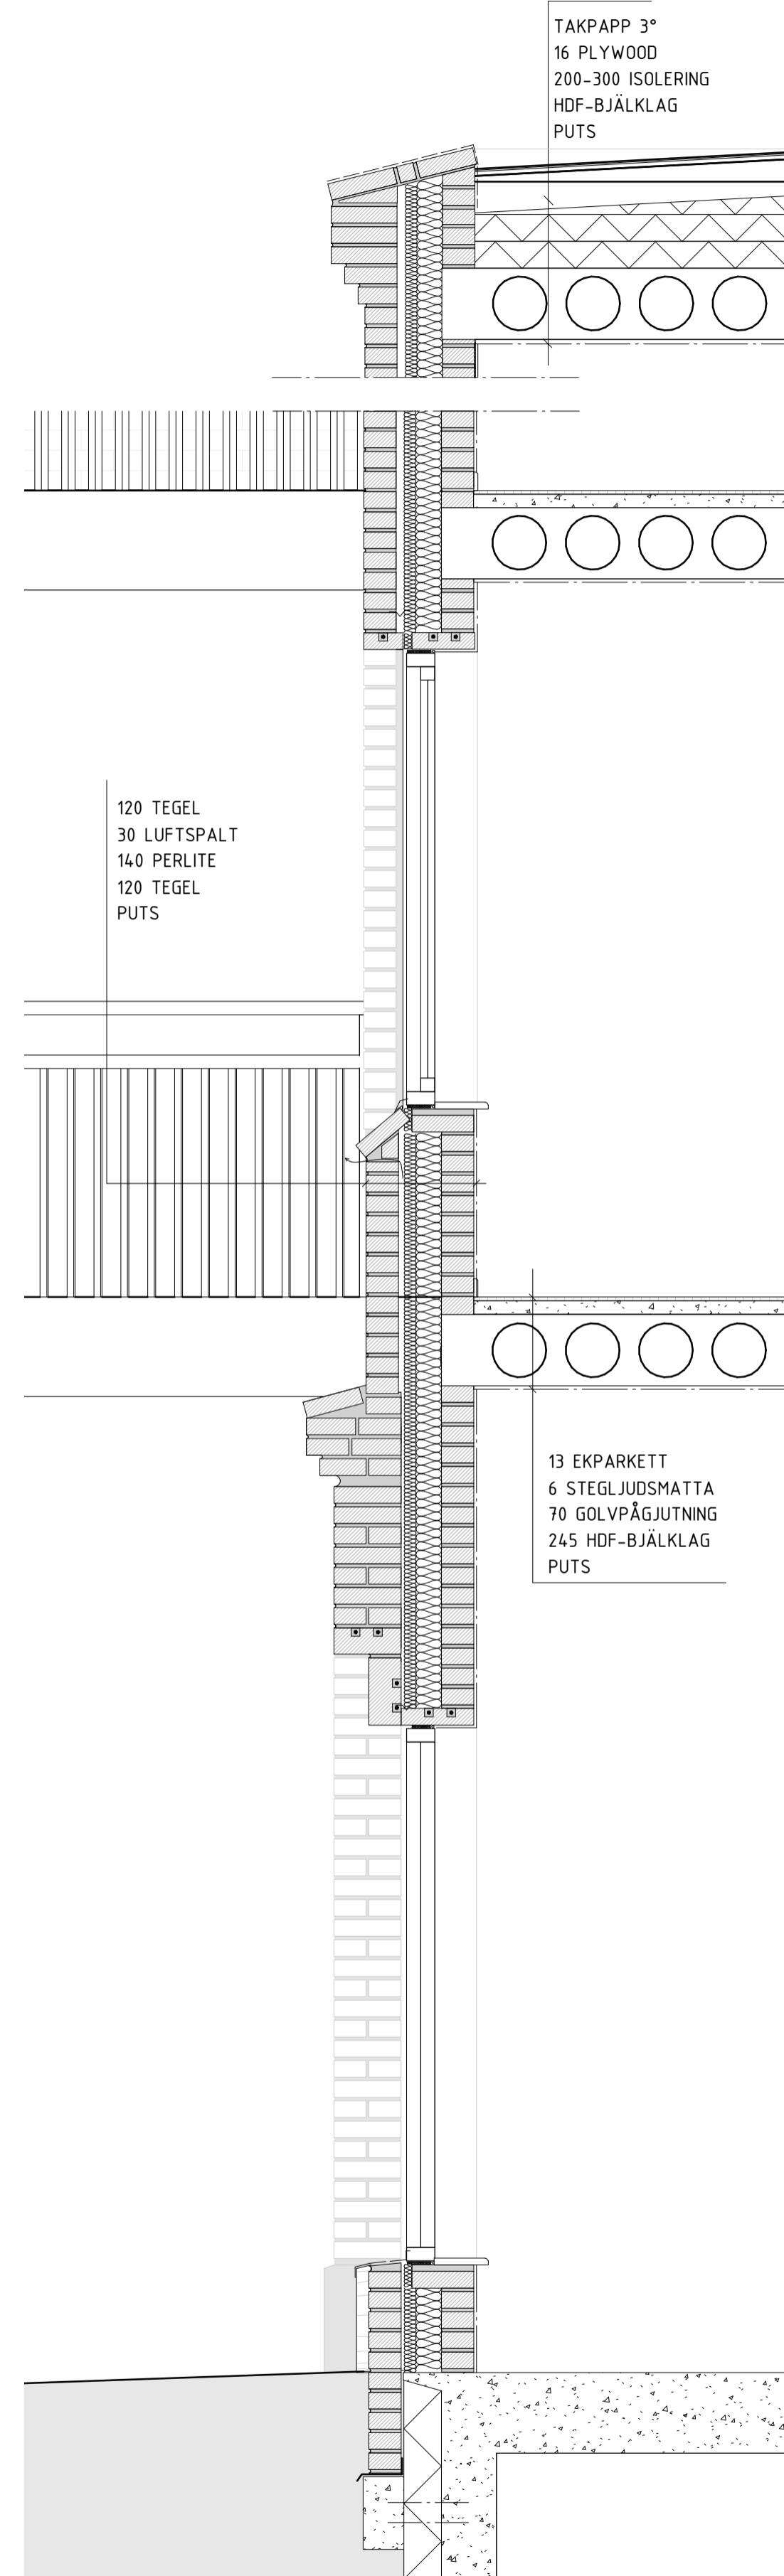 TAKPAPP 3°
16 PLYWOOD
200-300 ISOLERING
HDF-BJÄLKLAG
PUTS
120 TEGEL
30 LUFTSPALT
140 PERLITE
120 TEGEL
PUTS
13 EKPARKETT
6 STEGLJUDSMATTA
70 GOLVPÅGJUTNING
245 HDF-BJÄLKLAG
PUTS